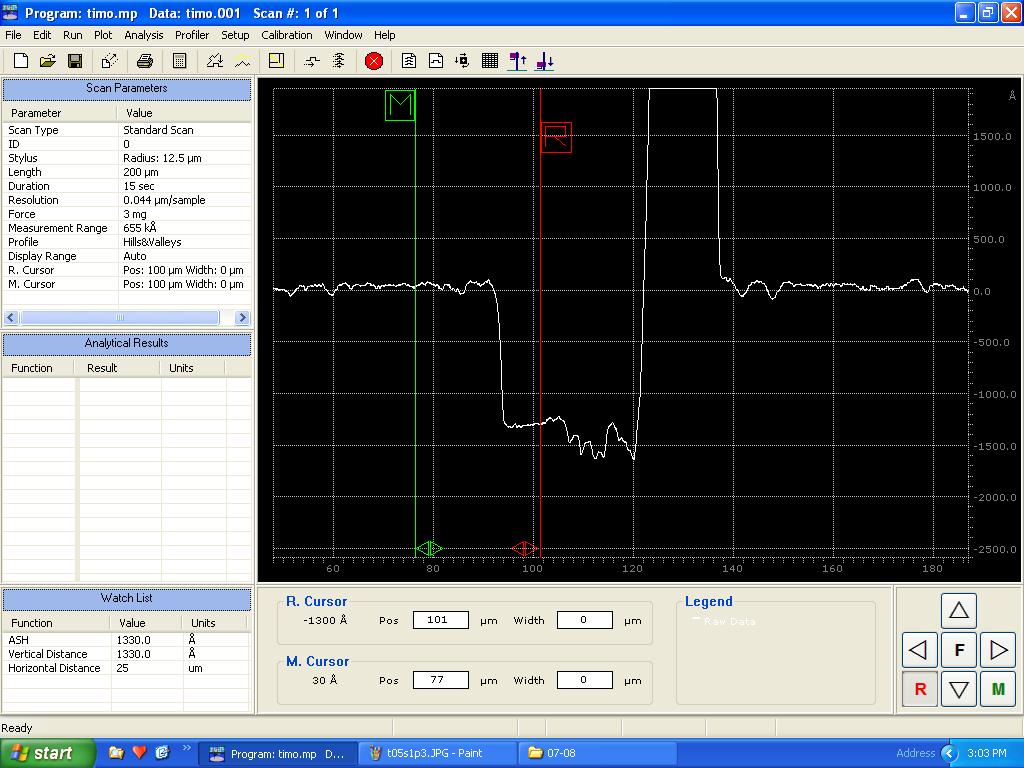 Program: timo.mp Data: timo.001 Scan #: 1 of 1
File Edit Run Plot Analysis Profiler Setup Calibration Window Help
Scan Parameters
Parameter Value
Scan Type Standard Scan
ID 0
Stylus Radius: 12.5 µm
Length 200 µm
Duration 15 sec
Resolution 0.044 µm/sample
Force 3 mg
Measurement Range 655 kÅ
Profile Hills&Valleys
Display Range Auto
R. Cursor Pos: 100 µm Width: 0 µm
M. Cursor Pos: 100 µm Width: 0 µm
Analytical Results
Function Result Units
Watch List
Function Value Units
ASH 1330.0 Å
Vertical Distance 1330.0 Å
Horizontal Distance 25 um
M
R
Å
1500.0
1000.0
500.0
0.0
-500.0
-1000.0
-1500.0
-2000.0
-2500.0
60 80 100 120 140 160 180
R. Cursor
-1300 Å Pos 101 µm Width 0 µm
M. Cursor
30 Å Pos 77 µm Width 0 µm
Legend
Raw Data
F
R M
Ready
start Program: timo.mp D... t05s1p3.JPG - Paint 07-08 Address 3:03 PM